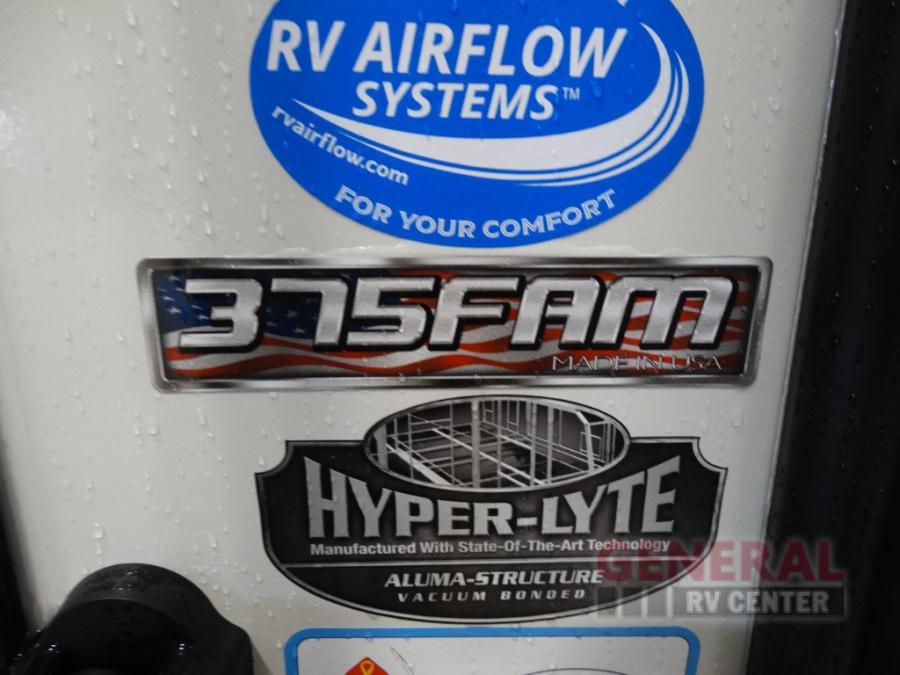 RV AIRFLOW
SYSTEMS™
rvairflow.com
FOR YOUR COMFORT
375FAM
MADE IN USA
HYPER-LYTE
Manufactured With State-Of-The-Art Technology
ALUMA-STRUCTURE
VACUUM BONDED
GENERAL
RV CENTER